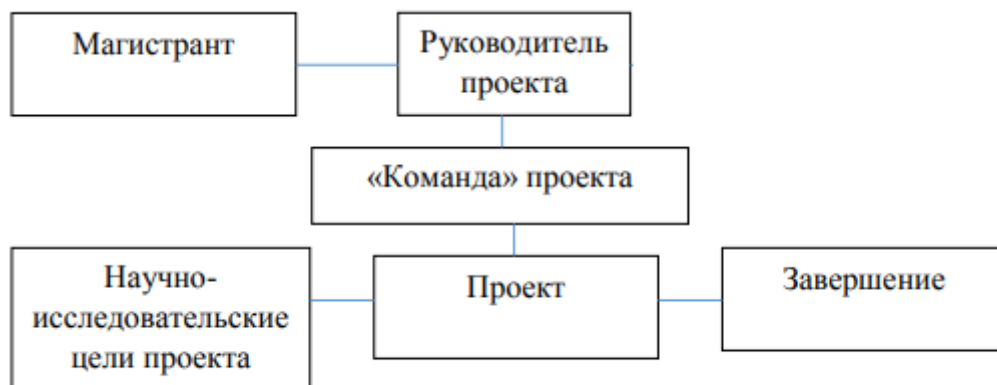 Магистрант
Руководитель
проекта
«Команда» проекта
Научно-
исследовательские
цели проекта
Проект
Завершение